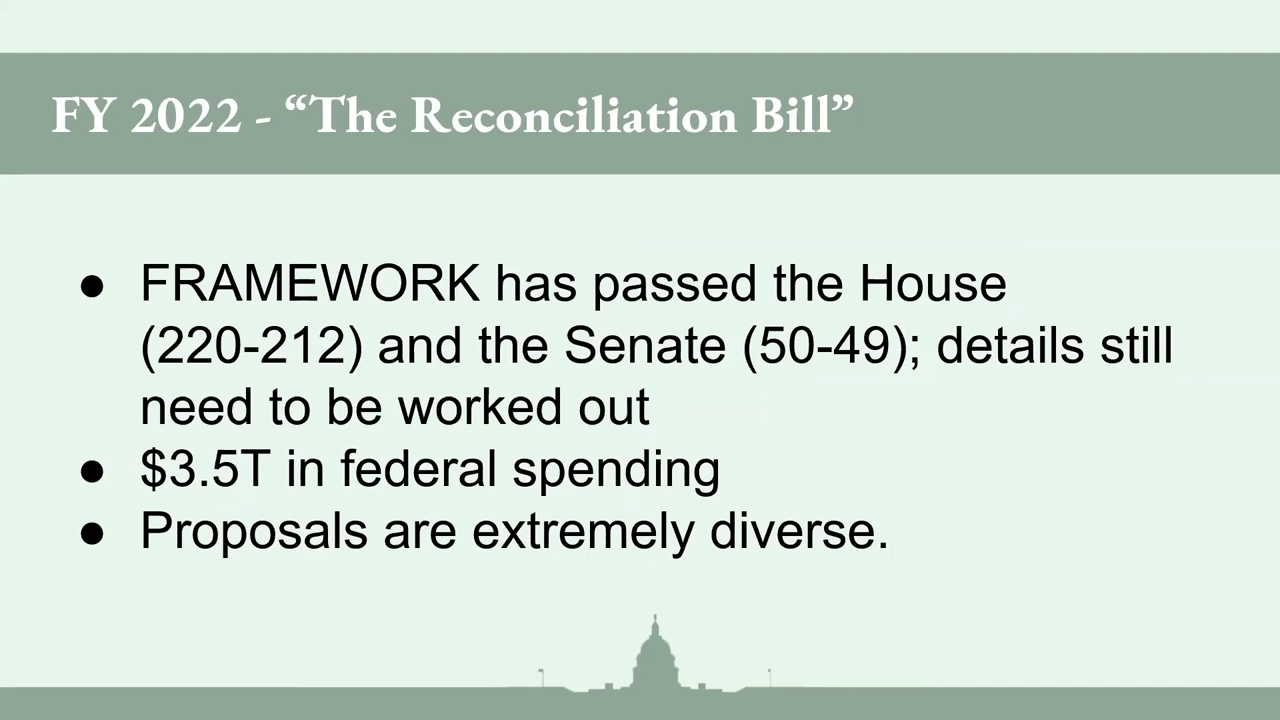 FY 2022 - “The Reconciliation Bill”
● FRAMEWORK has passed the House
(220-212) and the Senate (50-49); details still
need to be worked out
● $3.5T in federal spending
● Proposals are extremely diverse.